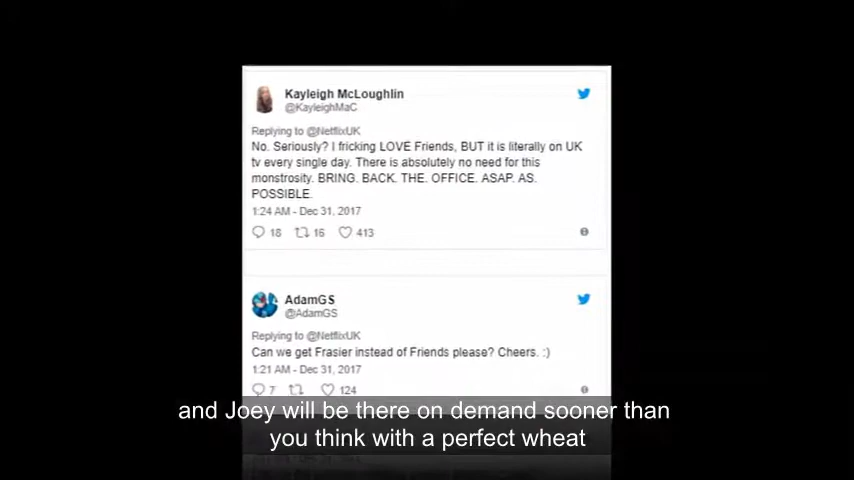 Kayleigh McLoughlin
@KayleighMaC
Replying to @NetflixUK
No. Seriously? I fricking LOVE Friends, BUT it is literally on UK
tv every single day. There is absolutely no need for this
monstrosity. BRING. BACK. THE. OFFICE. ASAP. AS.
POSSIBLE.
1:24 AM - Dec 31, 2017
18 16 413
AdamGS
@AdamGS
Replying to @NetflixUK
Can we get Frasier instead of Friends please? Cheers. :)
1:21 AM - Dec 31, 2017
7 124
and Joey will be there on demand sooner than
you think with a perfect wheat